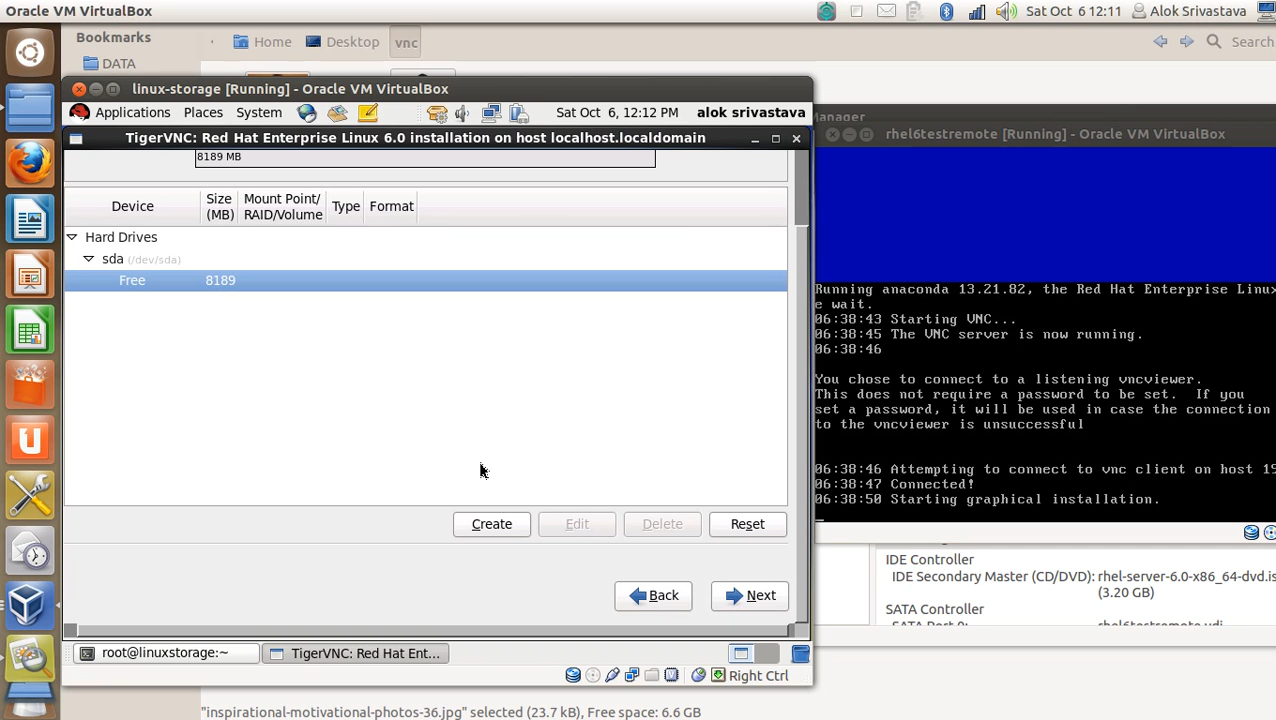 Oracle VM VirtualBox
Sat Oct 6 12:11
Alok Srivastava
Bookmarks
DATA
Home
Desktop
vnc
Search
linux-storage [Running] - Oracle VM VirtualBox
Applications Places System
Sat Oct 6, 12:12 PM
alok srivastava
TigerVNC: Red Hat Enterprise Linux 6.0 installation on host localhost.localdomain
8189 MB
Device
Size (MB)
Mount Point/ RAID/Volume
Type
Format
Hard Drives
sda (/dev/sda)
Free 8189
Create
Edit
Delete
Reset
Back
Next
root@linuxstorage:~
TigerVNC: Red Hat Ent...
Right Ctrl
Manager
rhel6testremote [Running] - Oracle VM VirtualBox
Running anaconda 13.21.82, the Red Hat Enterprise Linux
e wait.
06:38:43 Starting VNC...
06:38:45 The VNC server is now running.
06:38:46
You chose to connect to a listening vncviewer.
This does not require a password to be set. If you
set a password, it will be used in case the connection
to the vncviewer is unsuccessful
06:38:46 Attempting to connect to vnc client on host 19
06:38:47 Connected!
06:38:50 Starting graphical installation.
IDE Controller
IDE Secondary Master (CD/DVD): rhel-server-6.0-x86_64-dvd.is
(3.20 GB)
SATA Controller
SATA Port 0: rhel6testremote.vdi
"inspirational-motivational-photos-36.jpg" selected (23.7 kB), Free space: 6.6 GB